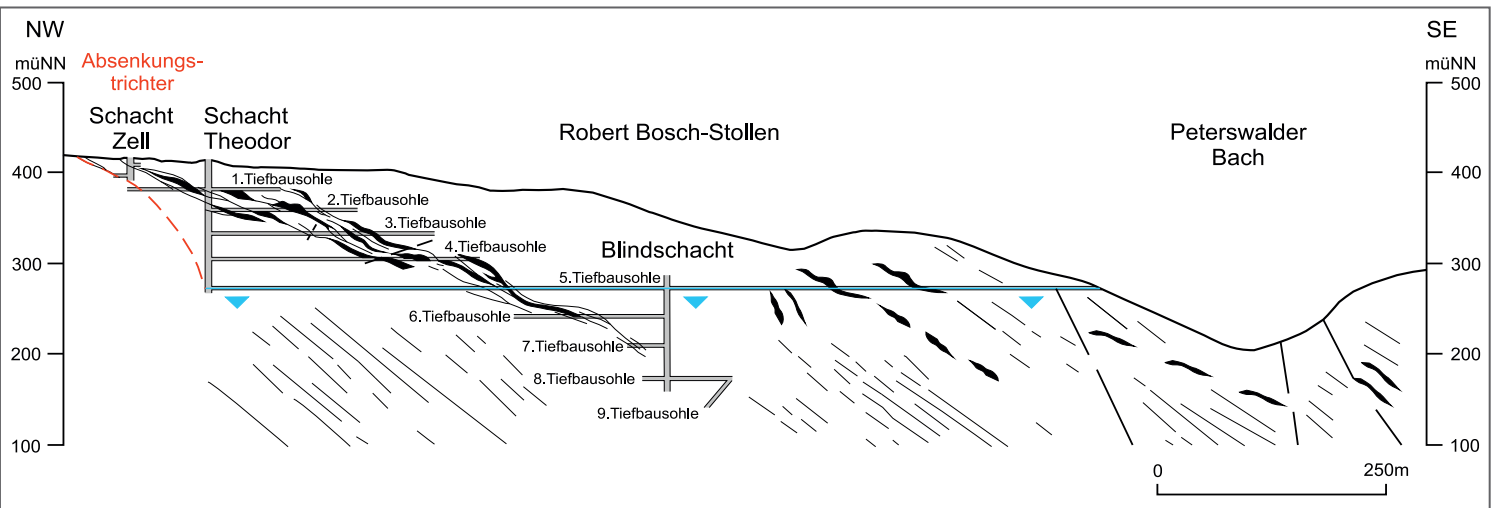 NW
SE
müNN
müNN
Absenkungs-
trichter
500
500
Schacht
Zell
Schacht
Theodor
Robert Bosch-Stollen
Peterswalder
Bach
400
400
1.Tiefbausohle
2.Tiefbausohle
3.Tiefbausohle
4.Tiefbausohle
Blindschacht
300
300
5.Tiefbausohle
6.Tiefbausohle
7.Tiefbausohle
200
200
8.Tiefbausohle
9.Tiefbausohle
100
100
0
250m